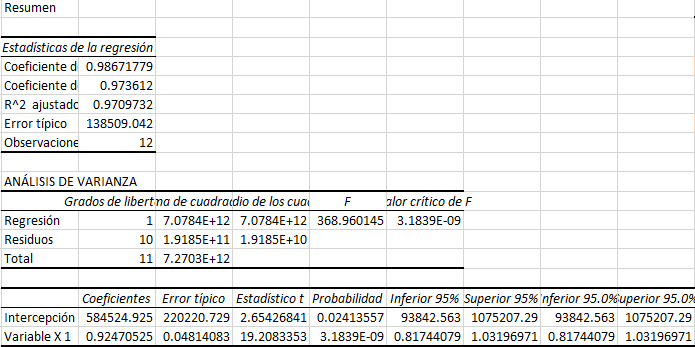 Resumen
Estadísticas de la regresión
Coeficiente d 0.98671779
Coeficiente d 0.973612
R^2 ajustado 0.9709732
Error típico 138509.042
Observacione 12
ANÁLISIS DE VARIANZA
Grados de libert ma de cuadra dio de los cuad F alor crítico de F
Regresión 1 7.0784E+12 7.0784E+12 368.960145 3.1839E-09
Residuos 10 1.9185E+11 1.9185E+10
Total 11 7.2703E+12
Coeficientes Error típico Estadístico t Probabilidad Inferior 95% Superior 95% nferior 95.0% uperior 95.0%
Intercepción 584524.925 220220.729 2.65426841 0.02413557 93842.563 1075207.29 93842.563 1075207.29
Variable X 1 0.92470525 0.04814083 19.2083353 3.1839E-09 0.81744079 1.03196971 0.81744079 1.03196971